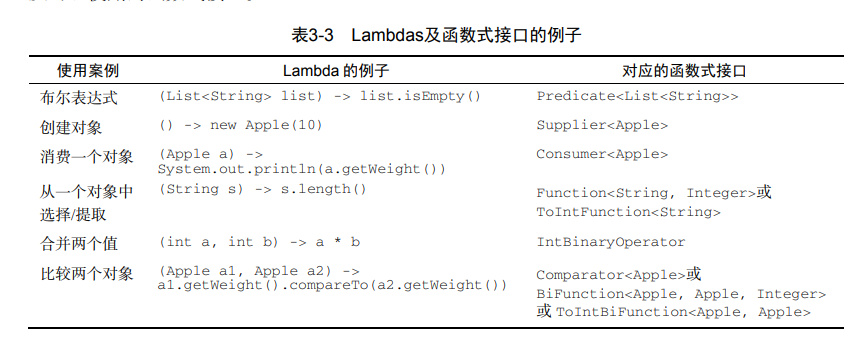 表3-3 Lambdas及函数式接口的例子
使用案例 Lambda 的例子 对应的函数式接口
布尔表达式 (List<String> list) -> list.isEmpty() Predicate<List<String>>
创建对象 () -> new Apple(10) Supplier<Apple>
消费一个对象 (Apple a) -> Consumer<Apple>
System.out.println(a.getWeight())
从一个对象中 (String s) -> s.length() Function<String, Integer>或
选择/提取 ToIntFunction<String>
合并两个值 (int a, int b) -> a * b IntBinaryOperator
比较两个对象 (Apple a1, Apple a2) -> Comparator<Apple>或
a1.getWeight().compareTo(a2.getWeight()) BiFunction<Apple, Apple, Integer>
或 ToIntBiFunction<Apple, Apple>